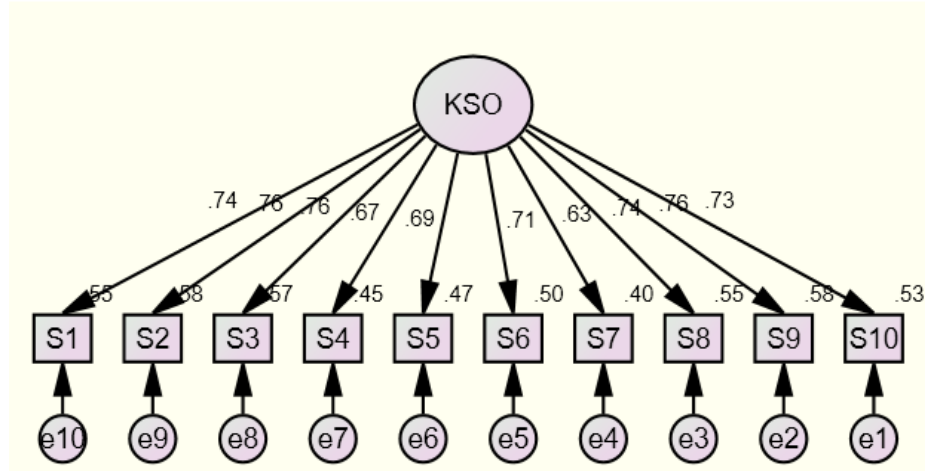 KSO
.74 .76 .76 .67 .69 .71 .63 .74 .76 .73
.55 .58 .57 .45 .47 .50 .40 .55 .58 .53
S1 S2 S3 S4 S5 S6 S7 S8 S9 S10
e10 e9 e8 e7 e6 e5 e4 e3 e2 e1